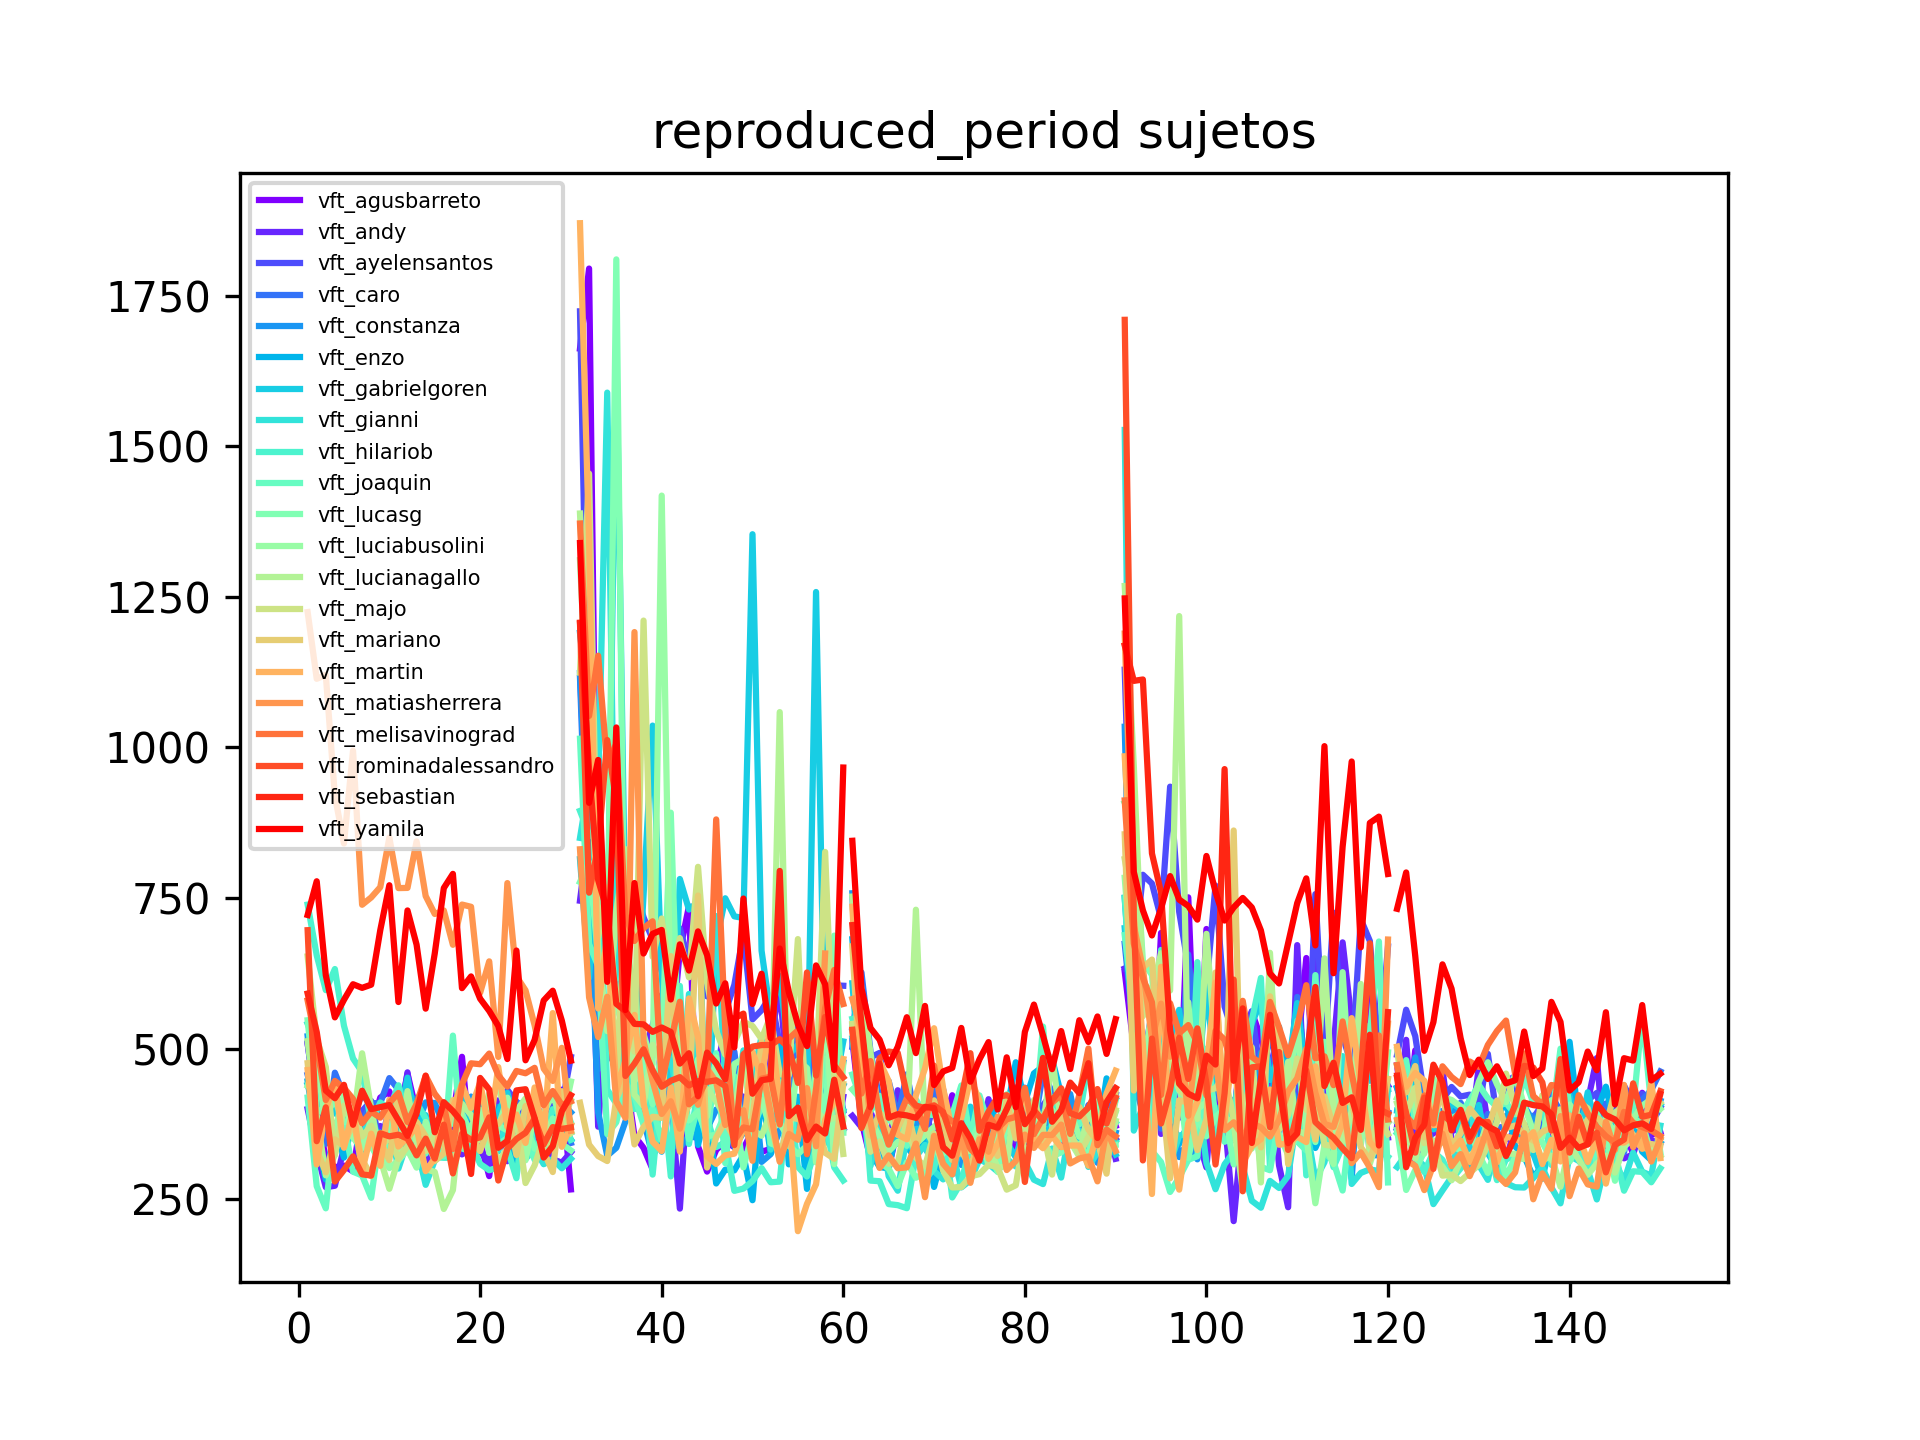 reproduced_period sujetos
vft_agusbarreto
vft_andy
vft_ayelensantos
vft_caro
vft_constanza
vft_enzo
vft_gabrielgoren
vft_gianni
vft_hilariob
vft_joaquin
vft_lucasg
vft_luciabusolini
vft_lucianagallo
vft_majo
vft_mariano
vft_martin
vft_matiasherrera
vft_melisavinograd
vft_rominadalessandro
vft_sebastian
vft_yamila
1750
1500
1250
1000
750
500
250
0 20 40 60 80 100 120 140